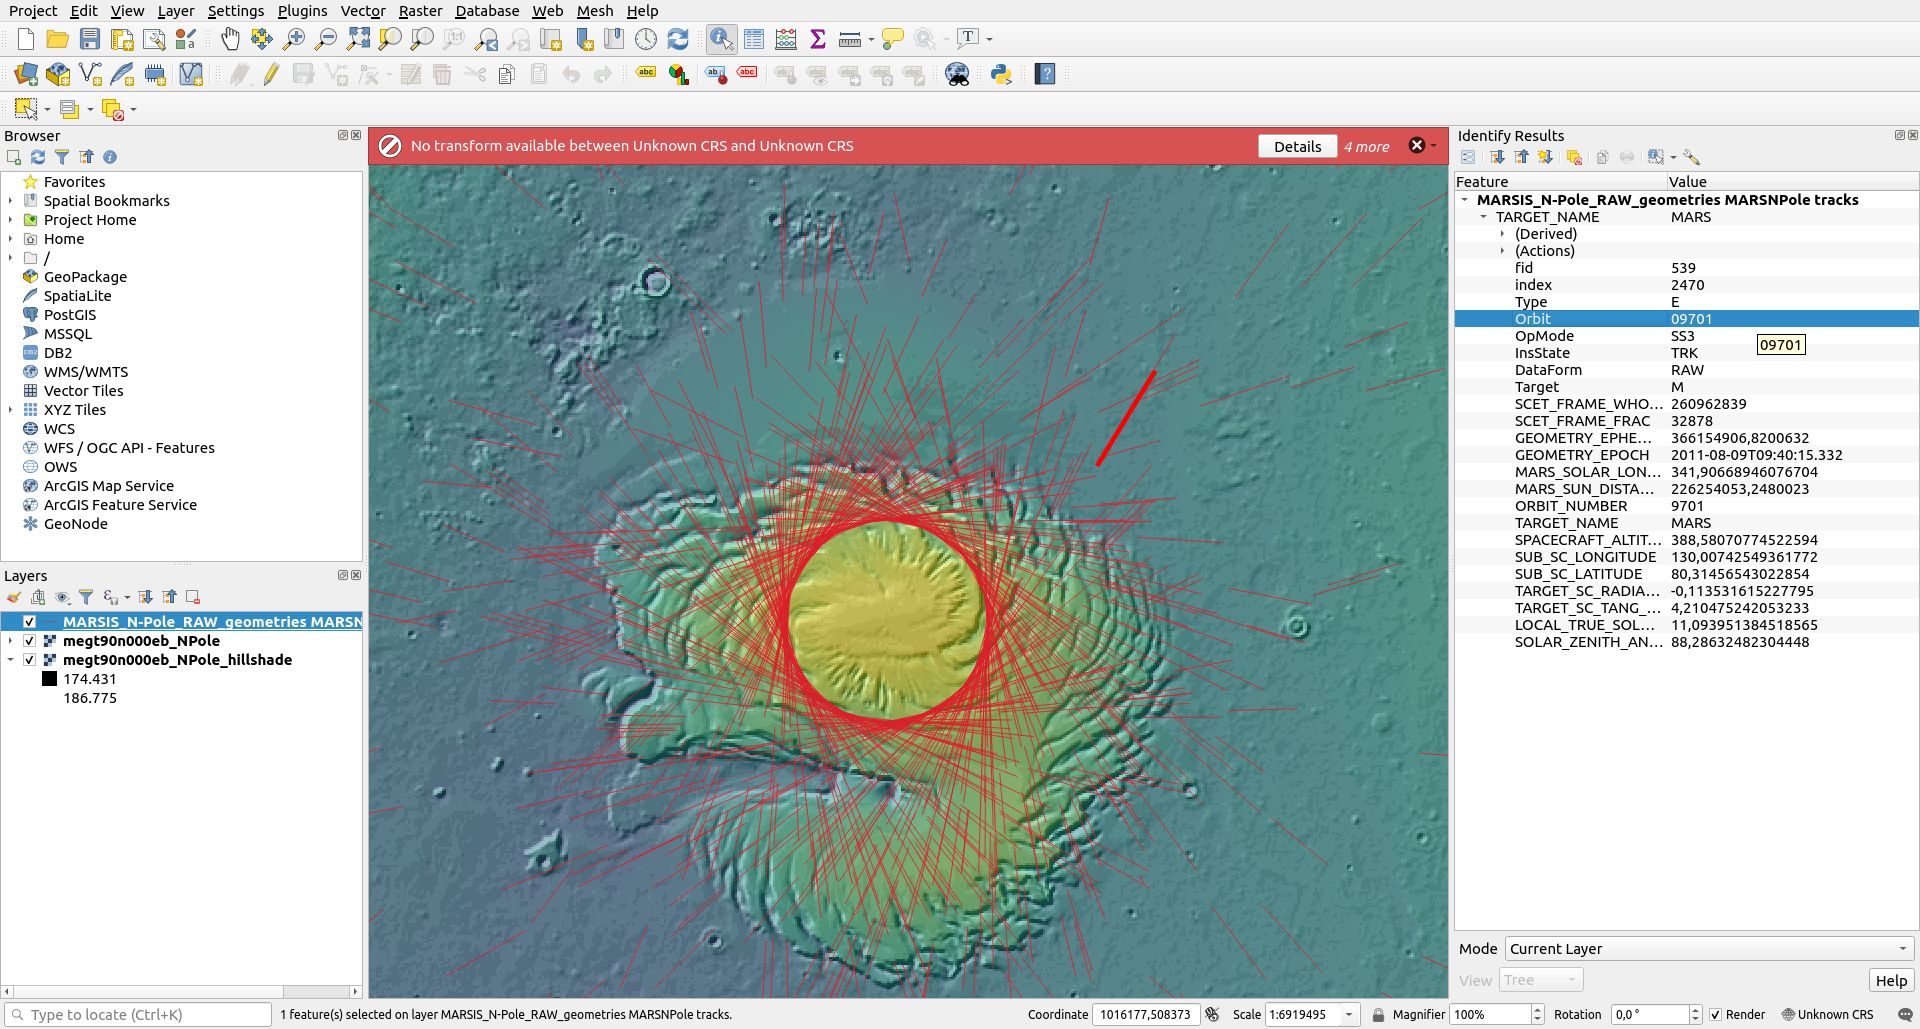 Project Edit View Layer Settings Plugins Vector Raster Database Web Mesh Help
Browser
Favorites
Spatial Bookmarks
Project Home
Home
/
GeoPackage
SpatiaLite
PostGIS
MSSQL
DB2
WMS/WMTS
Vector Tiles
XYZ Tiles
WCS
WFS / OGC API - Features
OWS
ArcGIS Map Service
ArcGIS Feature Service
GeoNode
Layers
MARSIS_N-Pole_RAW_geometries MARSN
megt90n000eb_NPole
megt90n000eb_NPole_hillshade
174.431
186.775
No transform available between Unknown CRS and Unknown CRS Details 4 more
Identify Results
Feature Value
MARSIS_N-Pole_RAW_geometries MARSNPole tracks
TARGET_NAME MARS
(Derived)
(Actions)
fid 539
index 2470
Type E
Orbit 09701
OpMode SS3
09701
InsState TRK
DataForm RAW
Target M
SCET_FRAME_WHO... 260962839
SCET_FRAME_FRAC 32878
GEOMETRY_EPHE... 366154906,8200632
GEOMETRY_EPOCH 2011-08-09T09:40:15.332
MARS_SOLAR_LON... 341,90668946076704
MARS_SUN_DISTA... 226254053,2480023
ORBIT_NUMBER 9701
TARGET_NAME MARS
SPACECRAFT_ALTIT... 388,58070774522594
SUB_SC_LONGITUDE 130,00742549361772
SUB_SC_LATITUDE 80,31456543022854
TARGET_SC_RADIA... -0,113531615227795
TARGET_SC_TANG_... 4,210475242053233
LOCAL_TRUE_SOL... 11,093951384518565
SOLAR_ZENITH_AN... 88,28632482304448
Mode Current Layer
View Tree Help
Type to locate (Ctrl+K) 1 feature(s) selected on layer MARSIS_N-Pole_RAW_geometries MARSNPole tracks. Coordinate 1016177,508373 Scale 1:6919495 Magnifier 100% Rotation 0,0 ° Render Unknown CRS